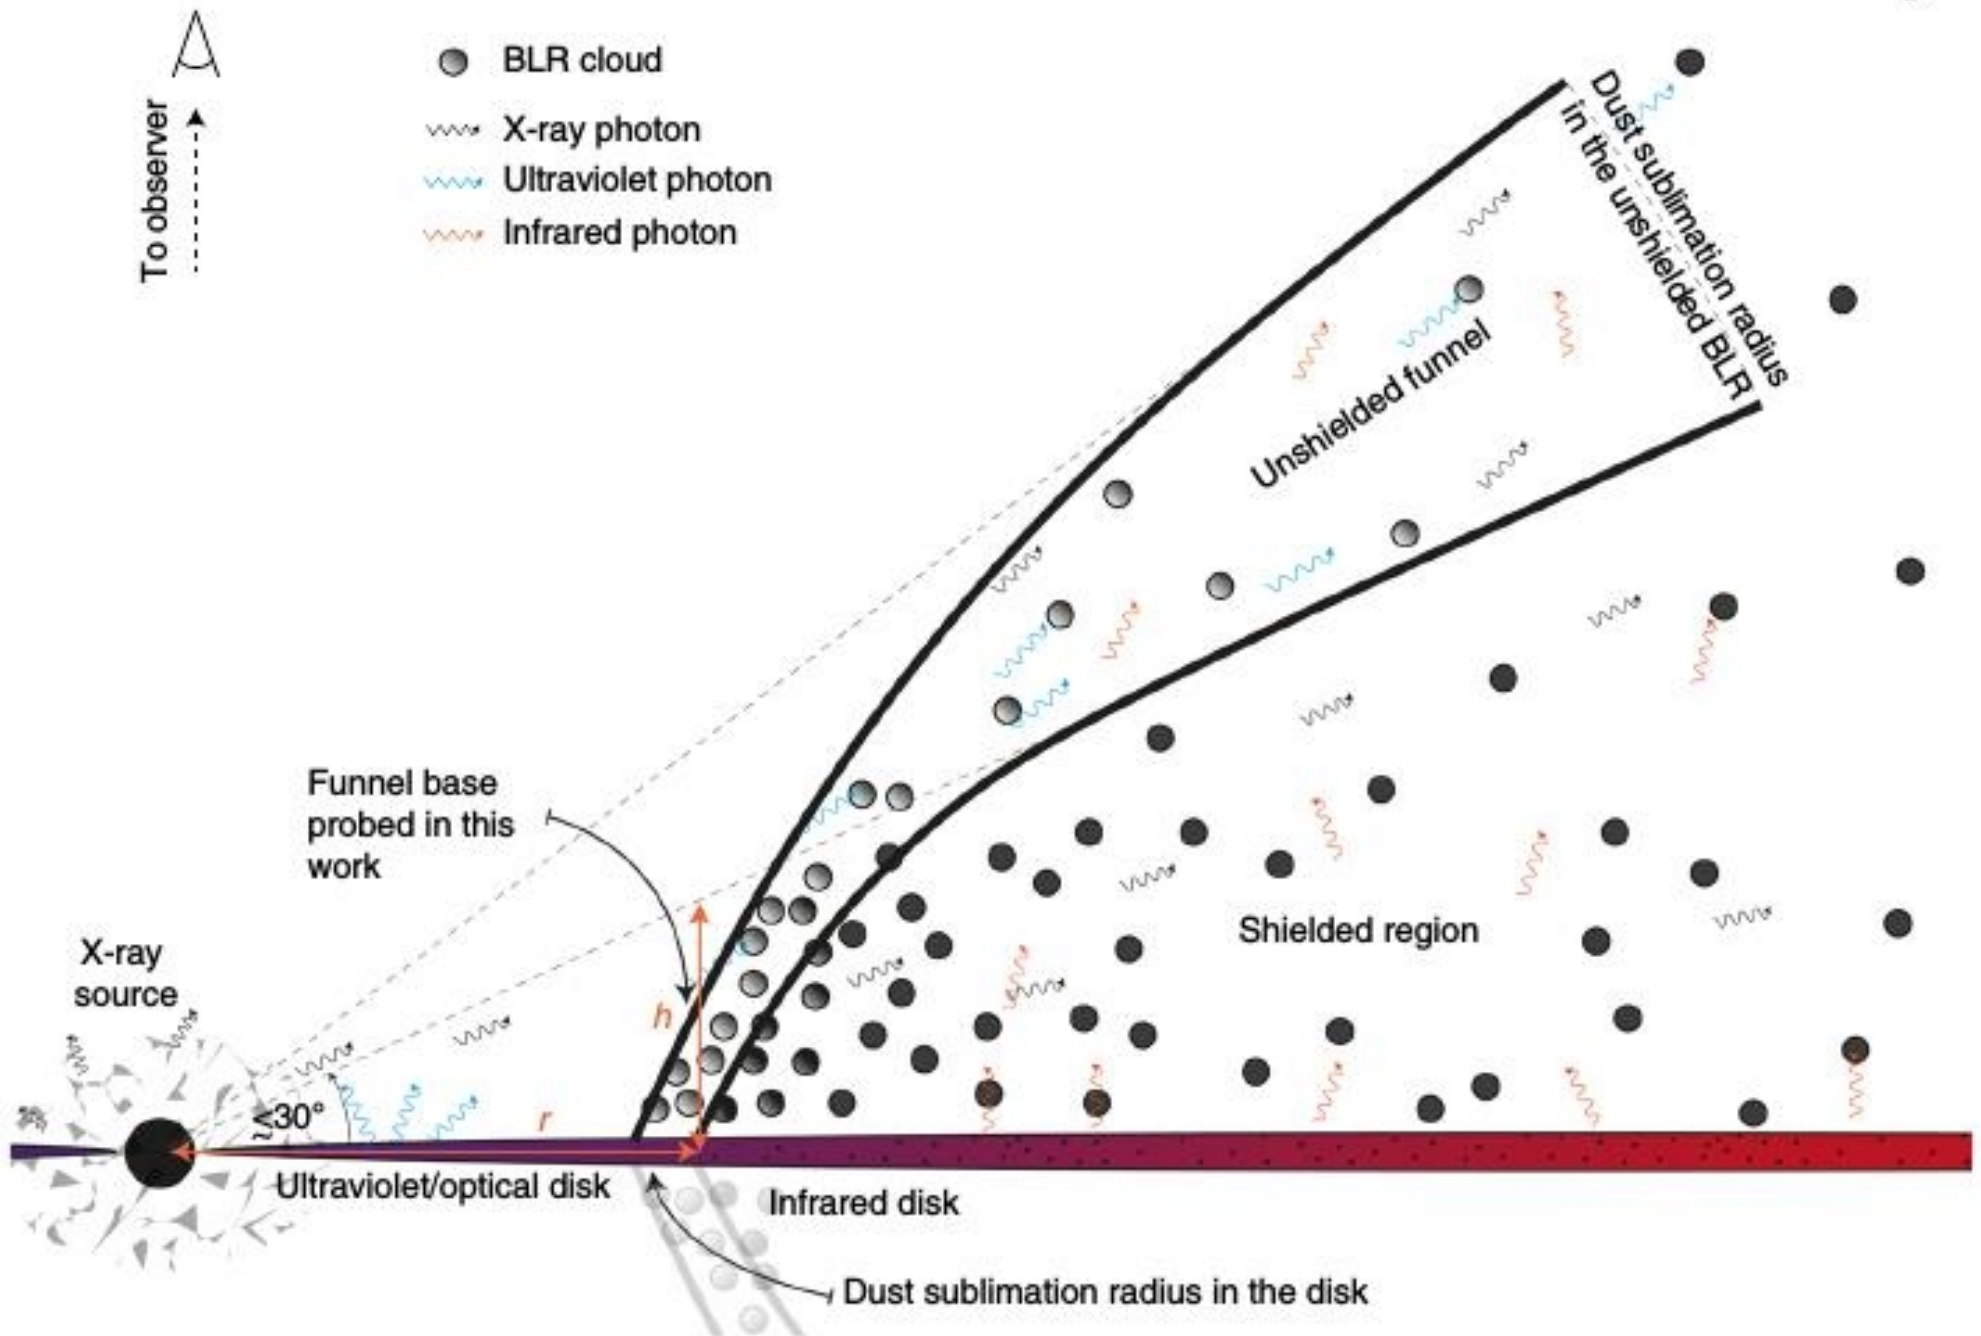 To observer
BLR cloud
X-ray photon
Ultraviolet photon
Infrared photon
Dust sublimation radius
in the unshielded BLR
Unshielded funnel
Funnel base
probed in this
work
X-ray
source
h
Shielded region
≲30°
r
Ultraviolet/optical disk
Infrared disk
Dust sublimation radius in the disk